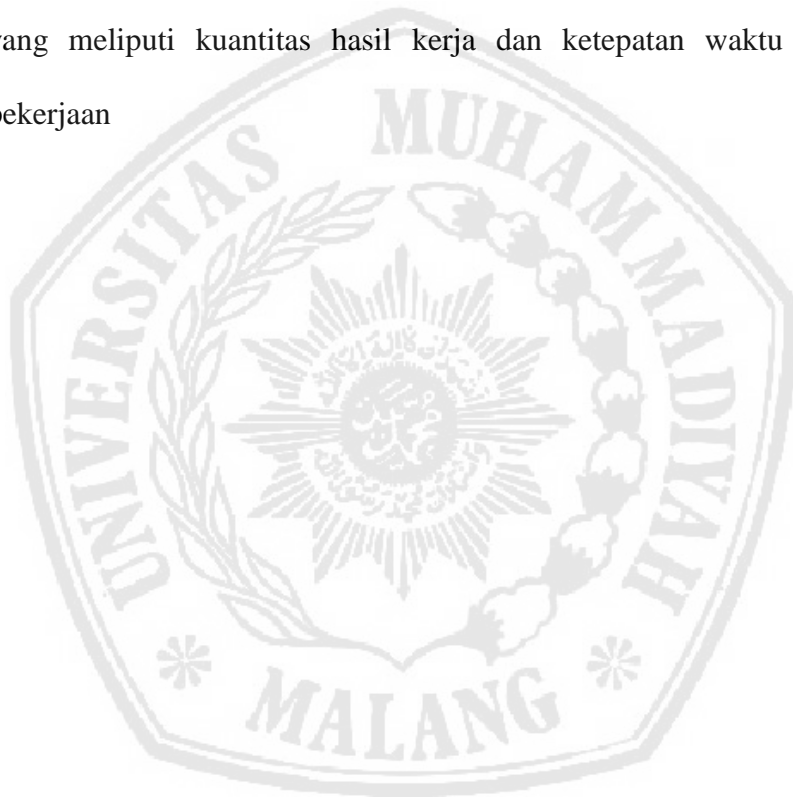 yang meliputi kuantitas hasil kerja dan ketepatan waktu
pekerjaan
UNIVERSITAS MUHAMMADIYAH
MALANG